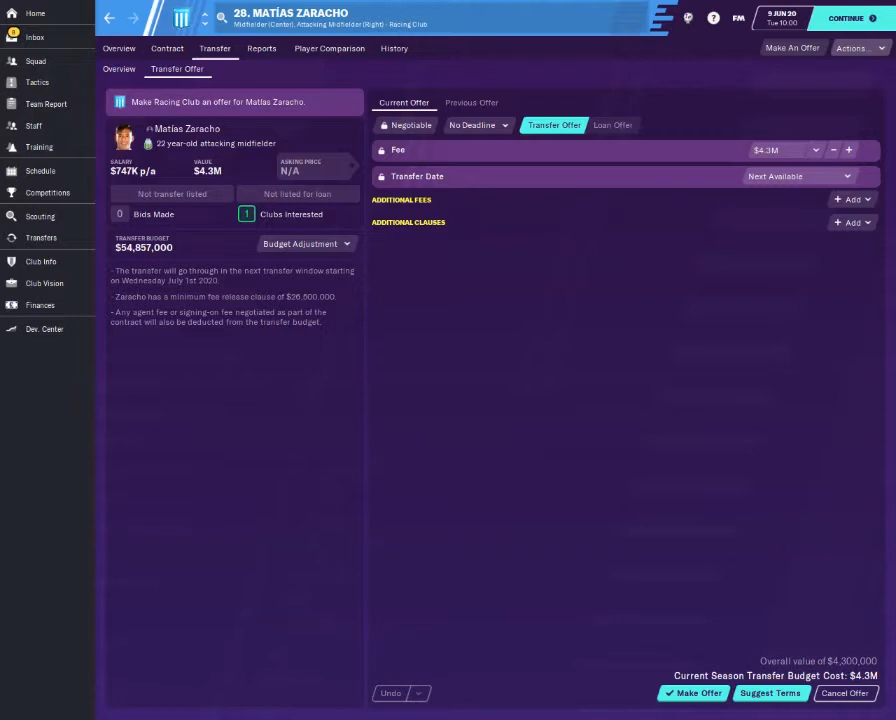 Home
8
Inbox
Squad
Tactics
Team Report
Staff
Training
Schedule
Competitions
Scouting
Transfers
Club Info
Club Vision
Finances
Dev. Center
28. MATÍAS ZARACHO
Midfielder (Center), Attacking Midfielder (Right) - Racing Club
?
FM
9 JUN 20
Tue 10:00
CONTINUE
Overview
Contract
Transfer
Reports
Player Comparison
History
Make An Offer
Actions...
Overview
Transfer Offer
Make Racing Club an offer for Matías Zaracho.
Matías Zaracho
22 year-old attacking midfielder
SALARY
$747K p/a
VALUE
$4.3M
ASKING PRICE
N/A
Not transfer listed
Not listed for loan
0 Bids Made
1 Clubs Interested
TRANSFER BUDGET
$54,857,000
Budget Adjustment
- The transfer will go through in the next transfer window starting
on Wednesday July 1st 2020.
- Zaracho has a minimum fee release clause of $26,500,000.
- Any agent fee or signing-on fee negotiated as part of the
contract will also be deducted from the transfer budget.
Current Offer
Previous Offer
Negotiable
No Deadline
Transfer Offer
Loan Offer
Fee
$4.3M
Transfer Date
Next Available
ADDITIONAL FEES
+ Add
ADDITIONAL CLAUSES
+ Add
Overall value of $4,300,000
Current Season Transfer Budget Cost: $4.3M
Undo
Make Offer
Suggest Terms
Cancel Offer